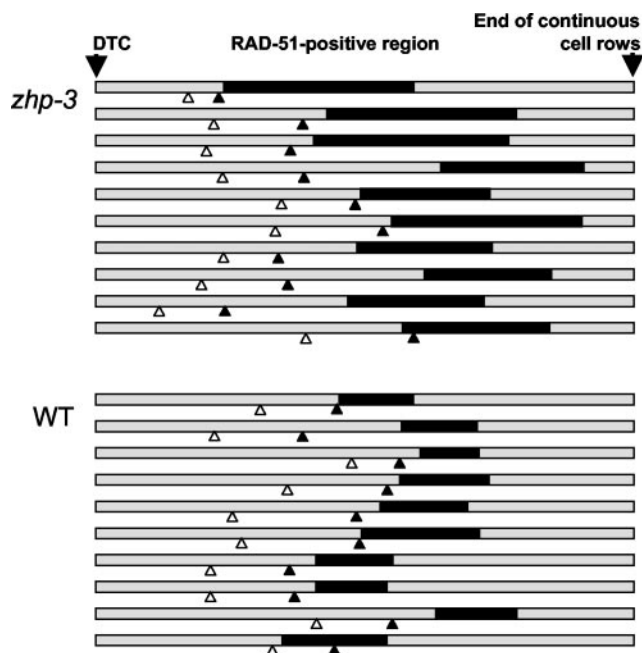 DTC
RAD-51-positive region
End of continuous
cell rows
zhp-3
WT